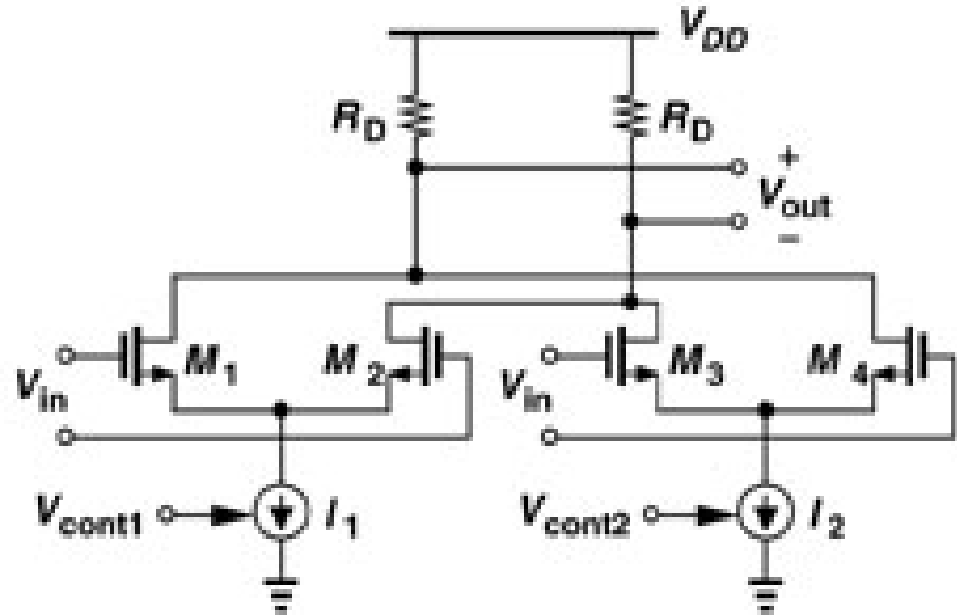 V_DD
R_D R_D
+
V_out
−
M_1 M_2 M_3 M_4
V_in V_in
V_cont1 I_1 V_cont2 I_2